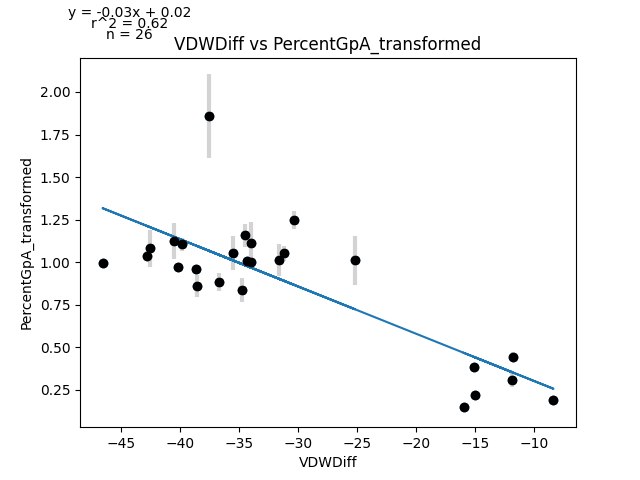 y = -0.03x + 0.02
r^2 = 0.62
n = 26
VDWDiff vs PercentGpA_transformed
PercentGpA_transformed
2.00
1.75
1.50
1.25
1.00
0.75
0.50
0.25
−45
−40
−35
−30
−25
−20
−15
−10
VDWDiff